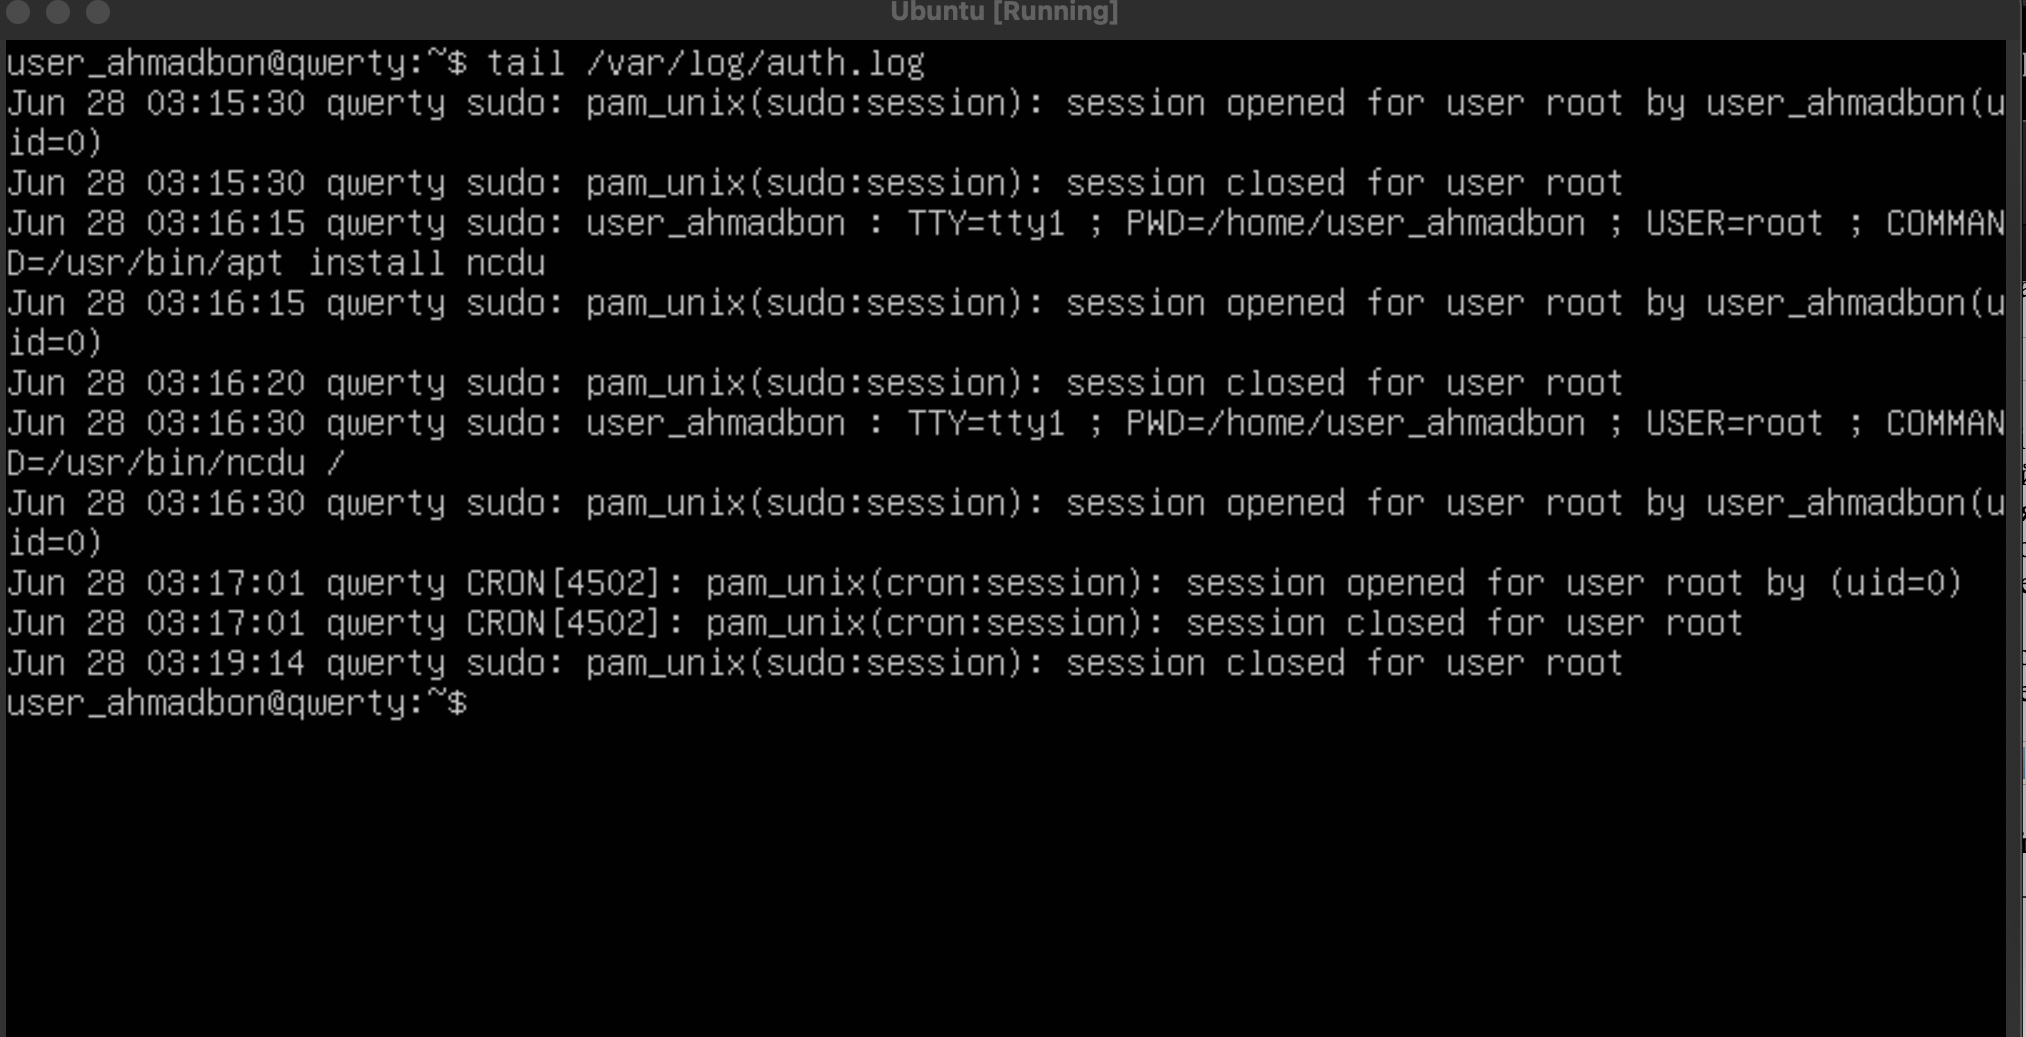 Ubuntu [Running]
user_ahmadbon@qwerty:~$ tail /var/log/auth.log
Jun 28 03:15:30 qwerty sudo: pam_unix(sudo:session): session opened for user root by user_ahmadbon(u
id=0)
Jun 28 03:15:30 qwerty sudo: pam_unix(sudo:session): session closed for user root
Jun 28 03:16:15 qwerty sudo: user_ahmadbon : TTY=tty1 ; PWD=/home/user_ahmadbon ; USER=root ; COMMAN
D=/usr/bin/apt install ncdu
Jun 28 03:16:15 qwerty sudo: pam_unix(sudo:session): session opened for user root by user_ahmadbon(u
id=0)
Jun 28 03:16:20 qwerty sudo: pam_unix(sudo:session): session closed for user root
Jun 28 03:16:30 qwerty sudo: user_ahmadbon : TTY=tty1 ; PWD=/home/user_ahmadbon ; USER=root ; COMMAN
D=/usr/bin/ncdu /
Jun 28 03:16:30 qwerty sudo: pam_unix(sudo:session): session opened for user root by user_ahmadbon(u
id=0)
Jun 28 03:17:01 qwerty CRON[4502]: pam_unix(cron:session): session opened for user root by (uid=0)
Jun 28 03:17:01 qwerty CRON[4502]: pam_unix(cron:session): session closed for user root
Jun 28 03:19:14 qwerty sudo: pam_unix(sudo:session): session closed for user root
user_ahmadbon@qwerty:~$